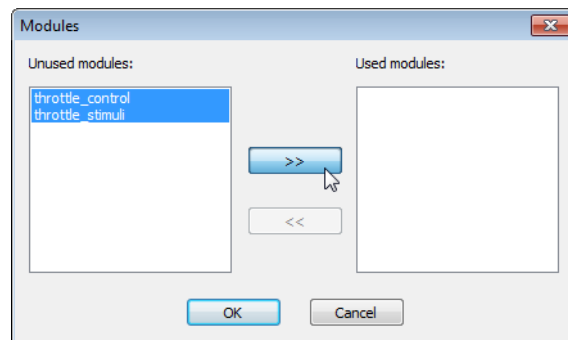 Modules
Unused modules:
Used modules:
throttle_control
throttle_stimuli
>>
<<
OK
Cancel